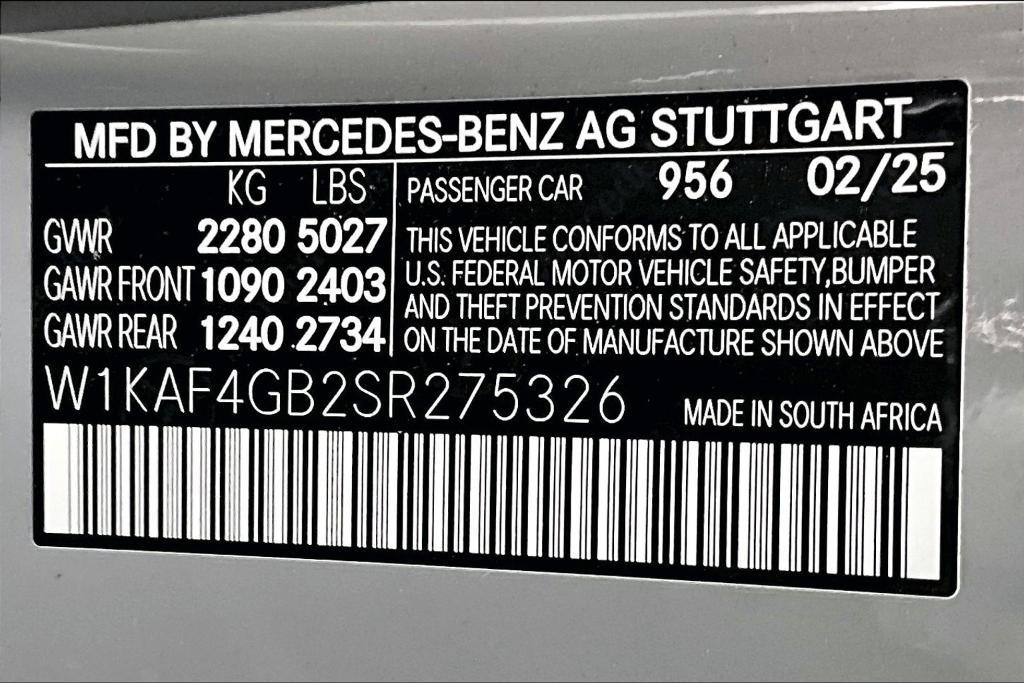 MFD BY MERCEDES-BENZ AG STUTTGART
KG LBS
GVWR 2280 5027
GAWR FRONT 1090 2403
GAWR REAR 1240 2734
PASSENGER CAR 956 02/25
THIS VEHICLE CONFORMS TO ALL APPLICABLE
U.S. FEDERAL MOTOR VEHICLE SAFETY, BUMPER
AND THEFT PREVENTION STANDARDS IN EFFECT
ON THE DATE OF MANUFACTURE SHOWN ABOVE
W1KAF4GB2SR275326
MADE IN SOUTH AFRICA